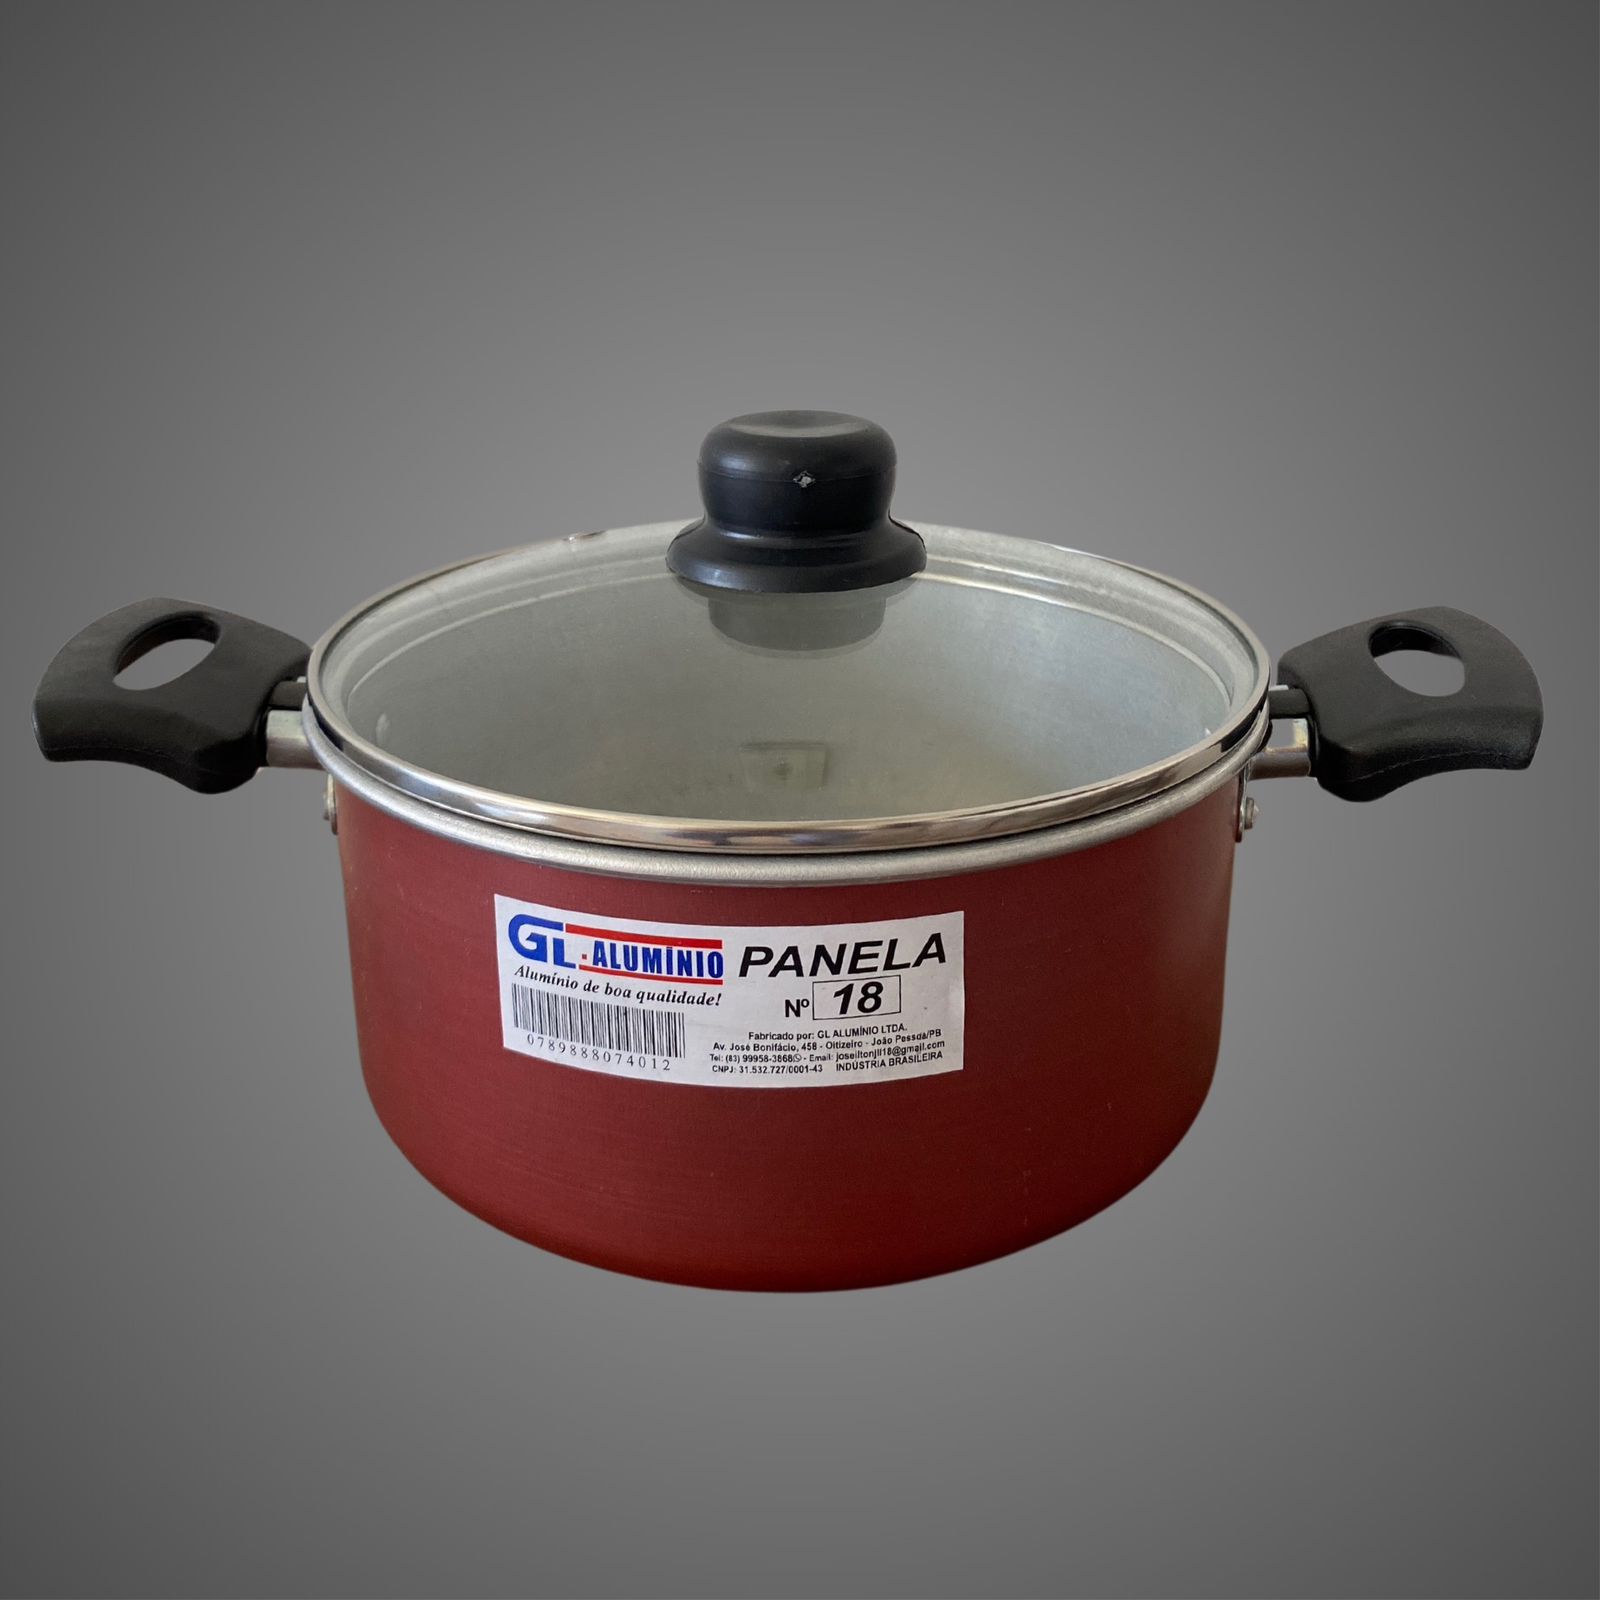 GL·ALUMÍNIO
Alumínio de boa qualidade!
0789888074012
PANELA
Nº 18
Fabricado por: GL ALUMÍNIO LTDA.
Av. José Bonifácio, 458 - Oitizeiro - João Pessoa/PB
Tel: (83) 99958-3868 - Email: joseiltonjll18@gmail.com
CNPJ: 31.532.727/0001-43 INDÚSTRIA BRASILEIRA